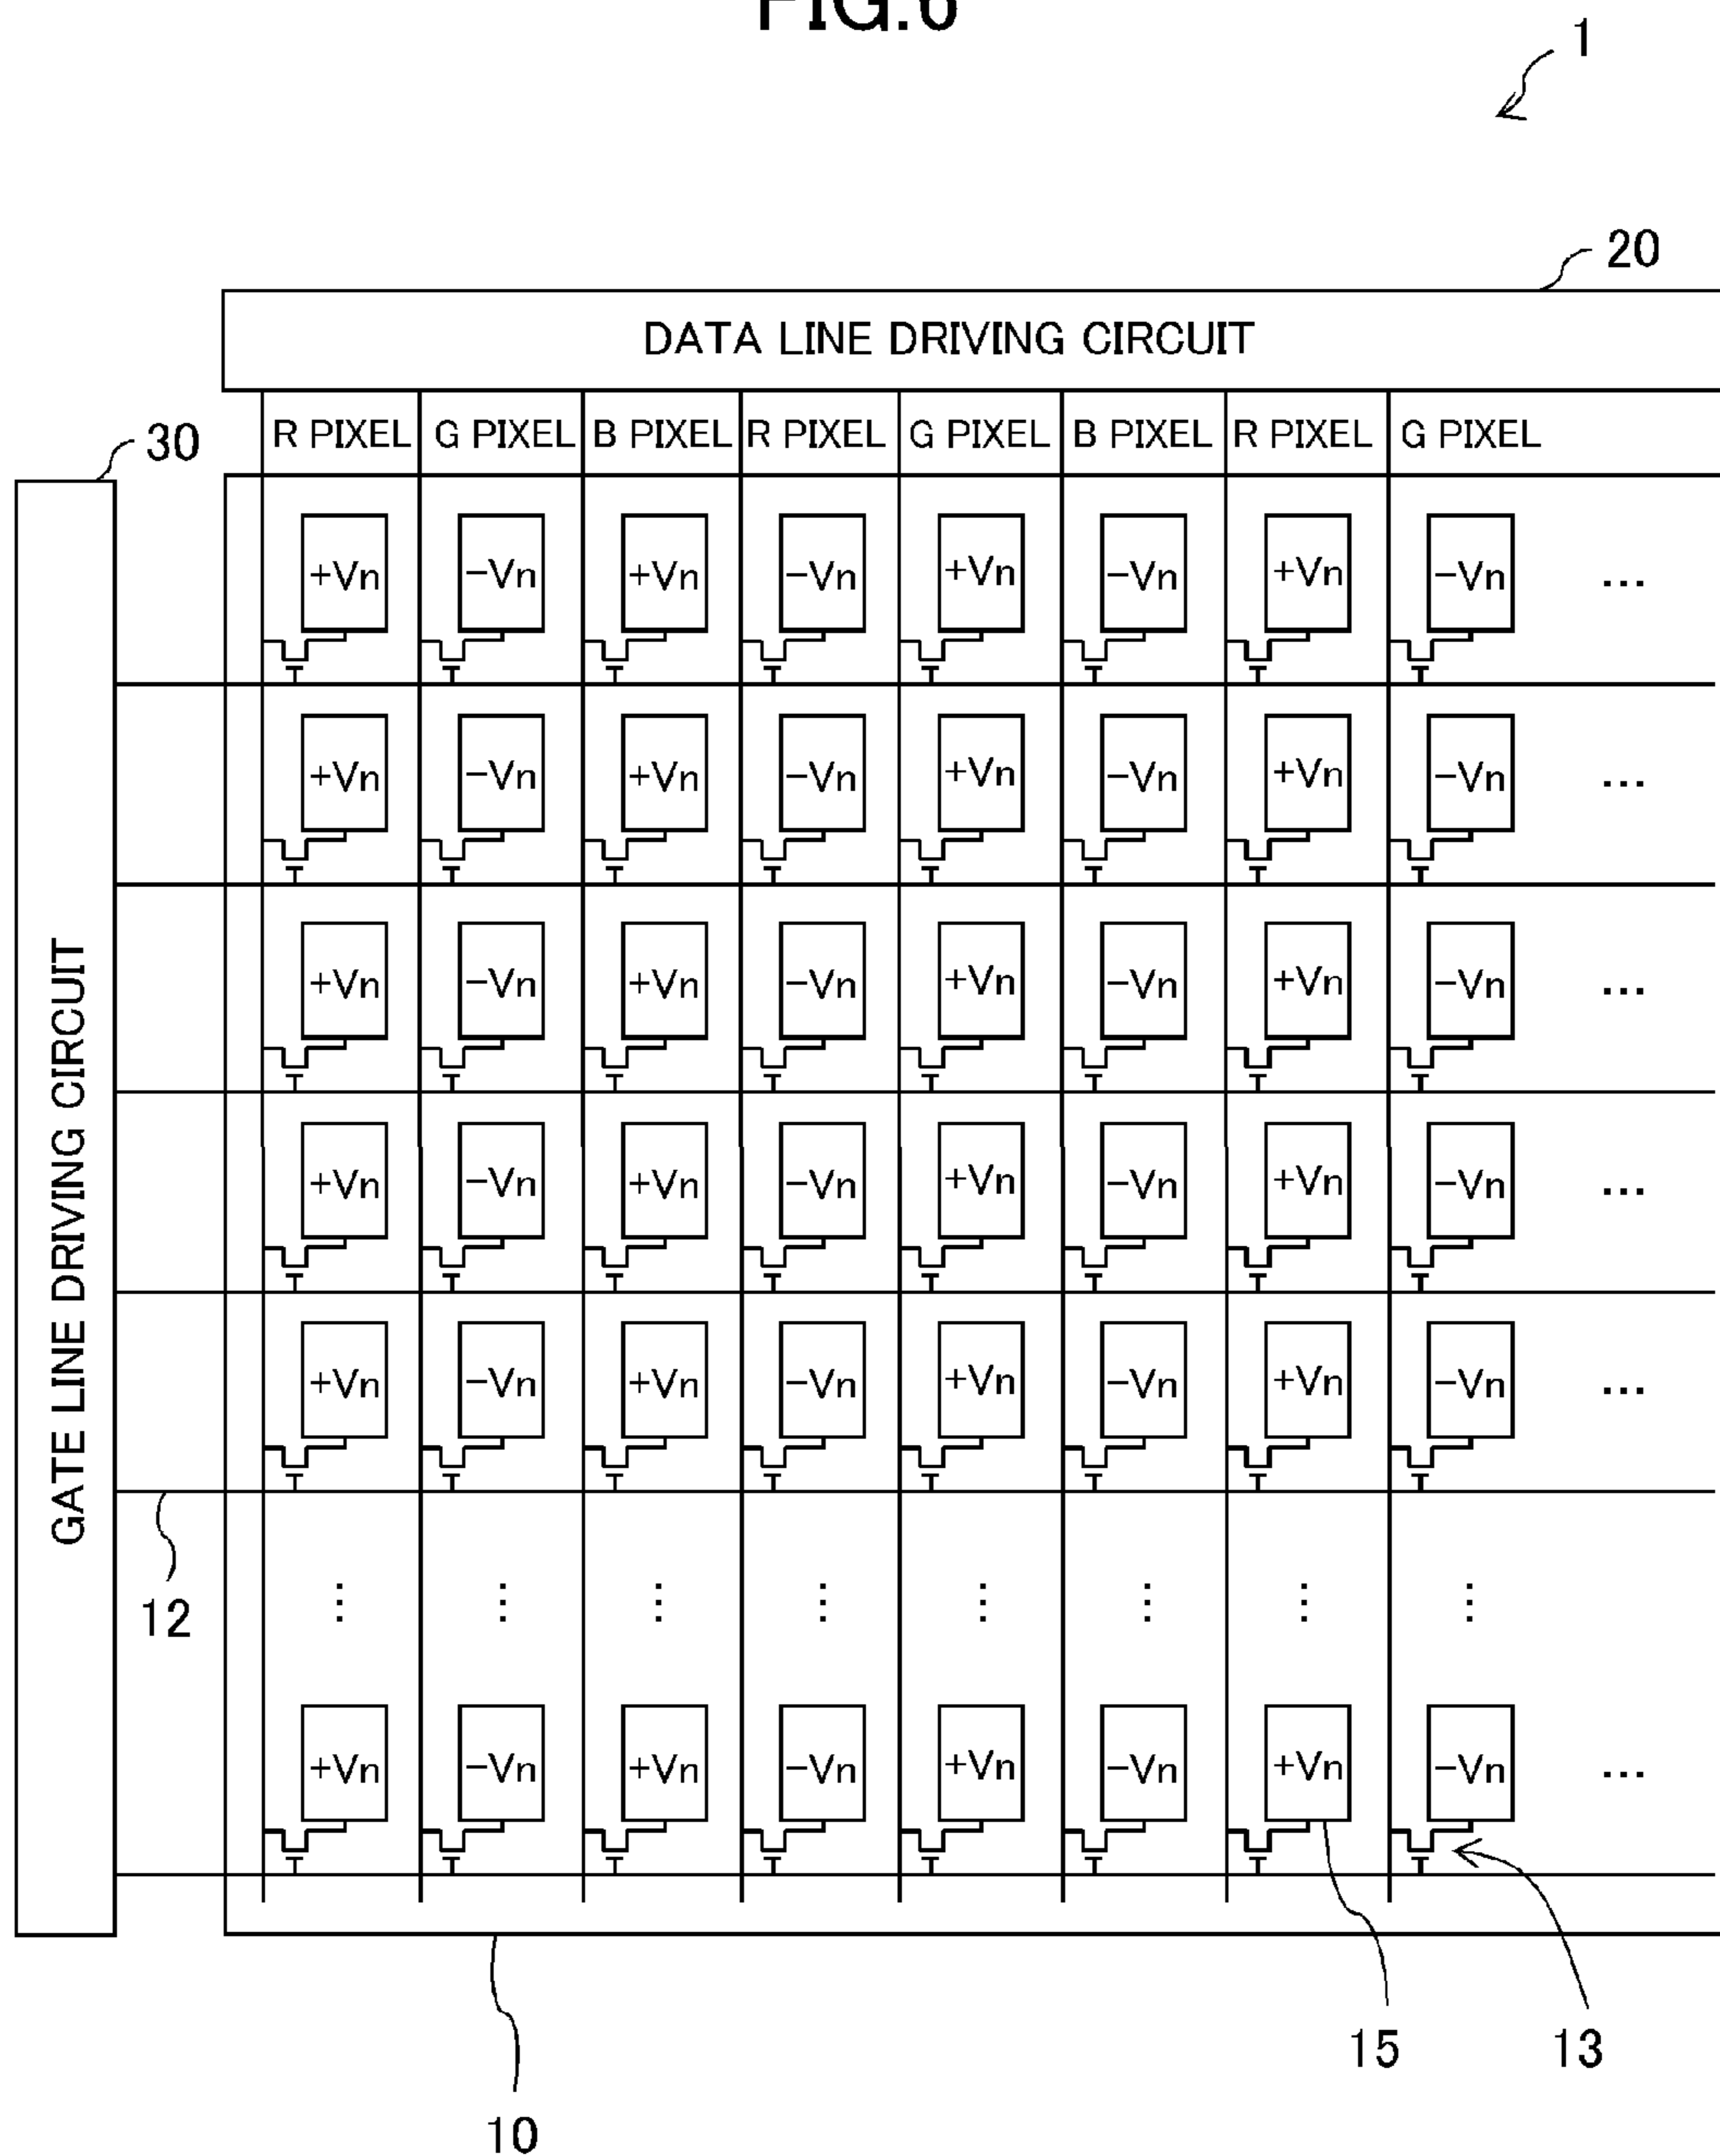 FIG.6
1
20
DATA LINE DRIVING CIRCUIT
30
R PIXEL G PIXEL B PIXEL R PIXEL G PIXEL B PIXEL R PIXEL G PIXEL
GATE LINE DRIVING CIRCUIT
+Vn −Vn +Vn −Vn +Vn −Vn +Vn −Vn ...
+Vn −Vn +Vn −Vn +Vn −Vn +Vn −Vn ...
+Vn −Vn +Vn −Vn +Vn −Vn +Vn −Vn ...
+Vn −Vn +Vn −Vn +Vn −Vn +Vn −Vn ...
+Vn −Vn +Vn −Vn +Vn −Vn +Vn −Vn ...
12
⋮ ⋮ ⋮ ⋮ ⋮ ⋮ ⋮ ⋮
+Vn −Vn +Vn −Vn +Vn −Vn +Vn −Vn ...
15 13
10